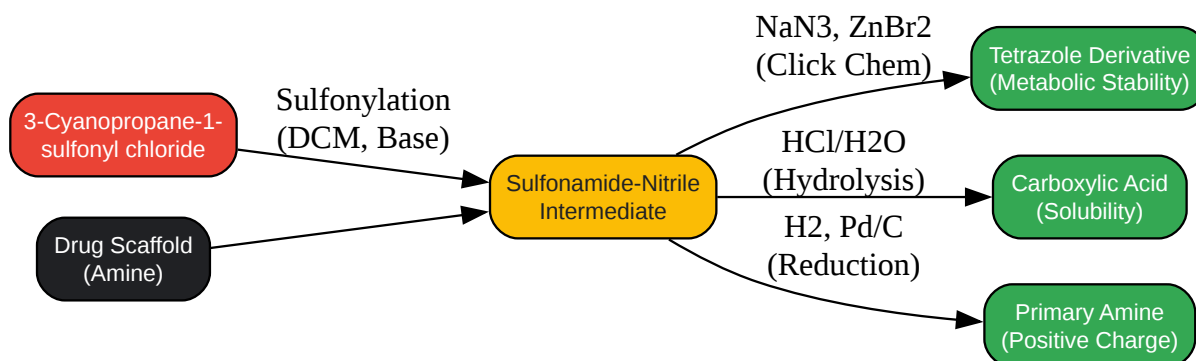 3-Cyanopropane-1-
sulfonyl chloride
Drug Scaffold
(Amine)
Sulfonylation
(DCM, Base)
Sulfonamide-Nitrile
Intermediate
NaN3, ZnBr2
(Click Chem)
HCl/H2O
(Hydrolysis)
H2, Pd/C
(Reduction)
Tetrazole Derivative
(Metabolic Stability)
Carboxylic Acid
(Solubility)
Primary Amine
(Positive Charge)